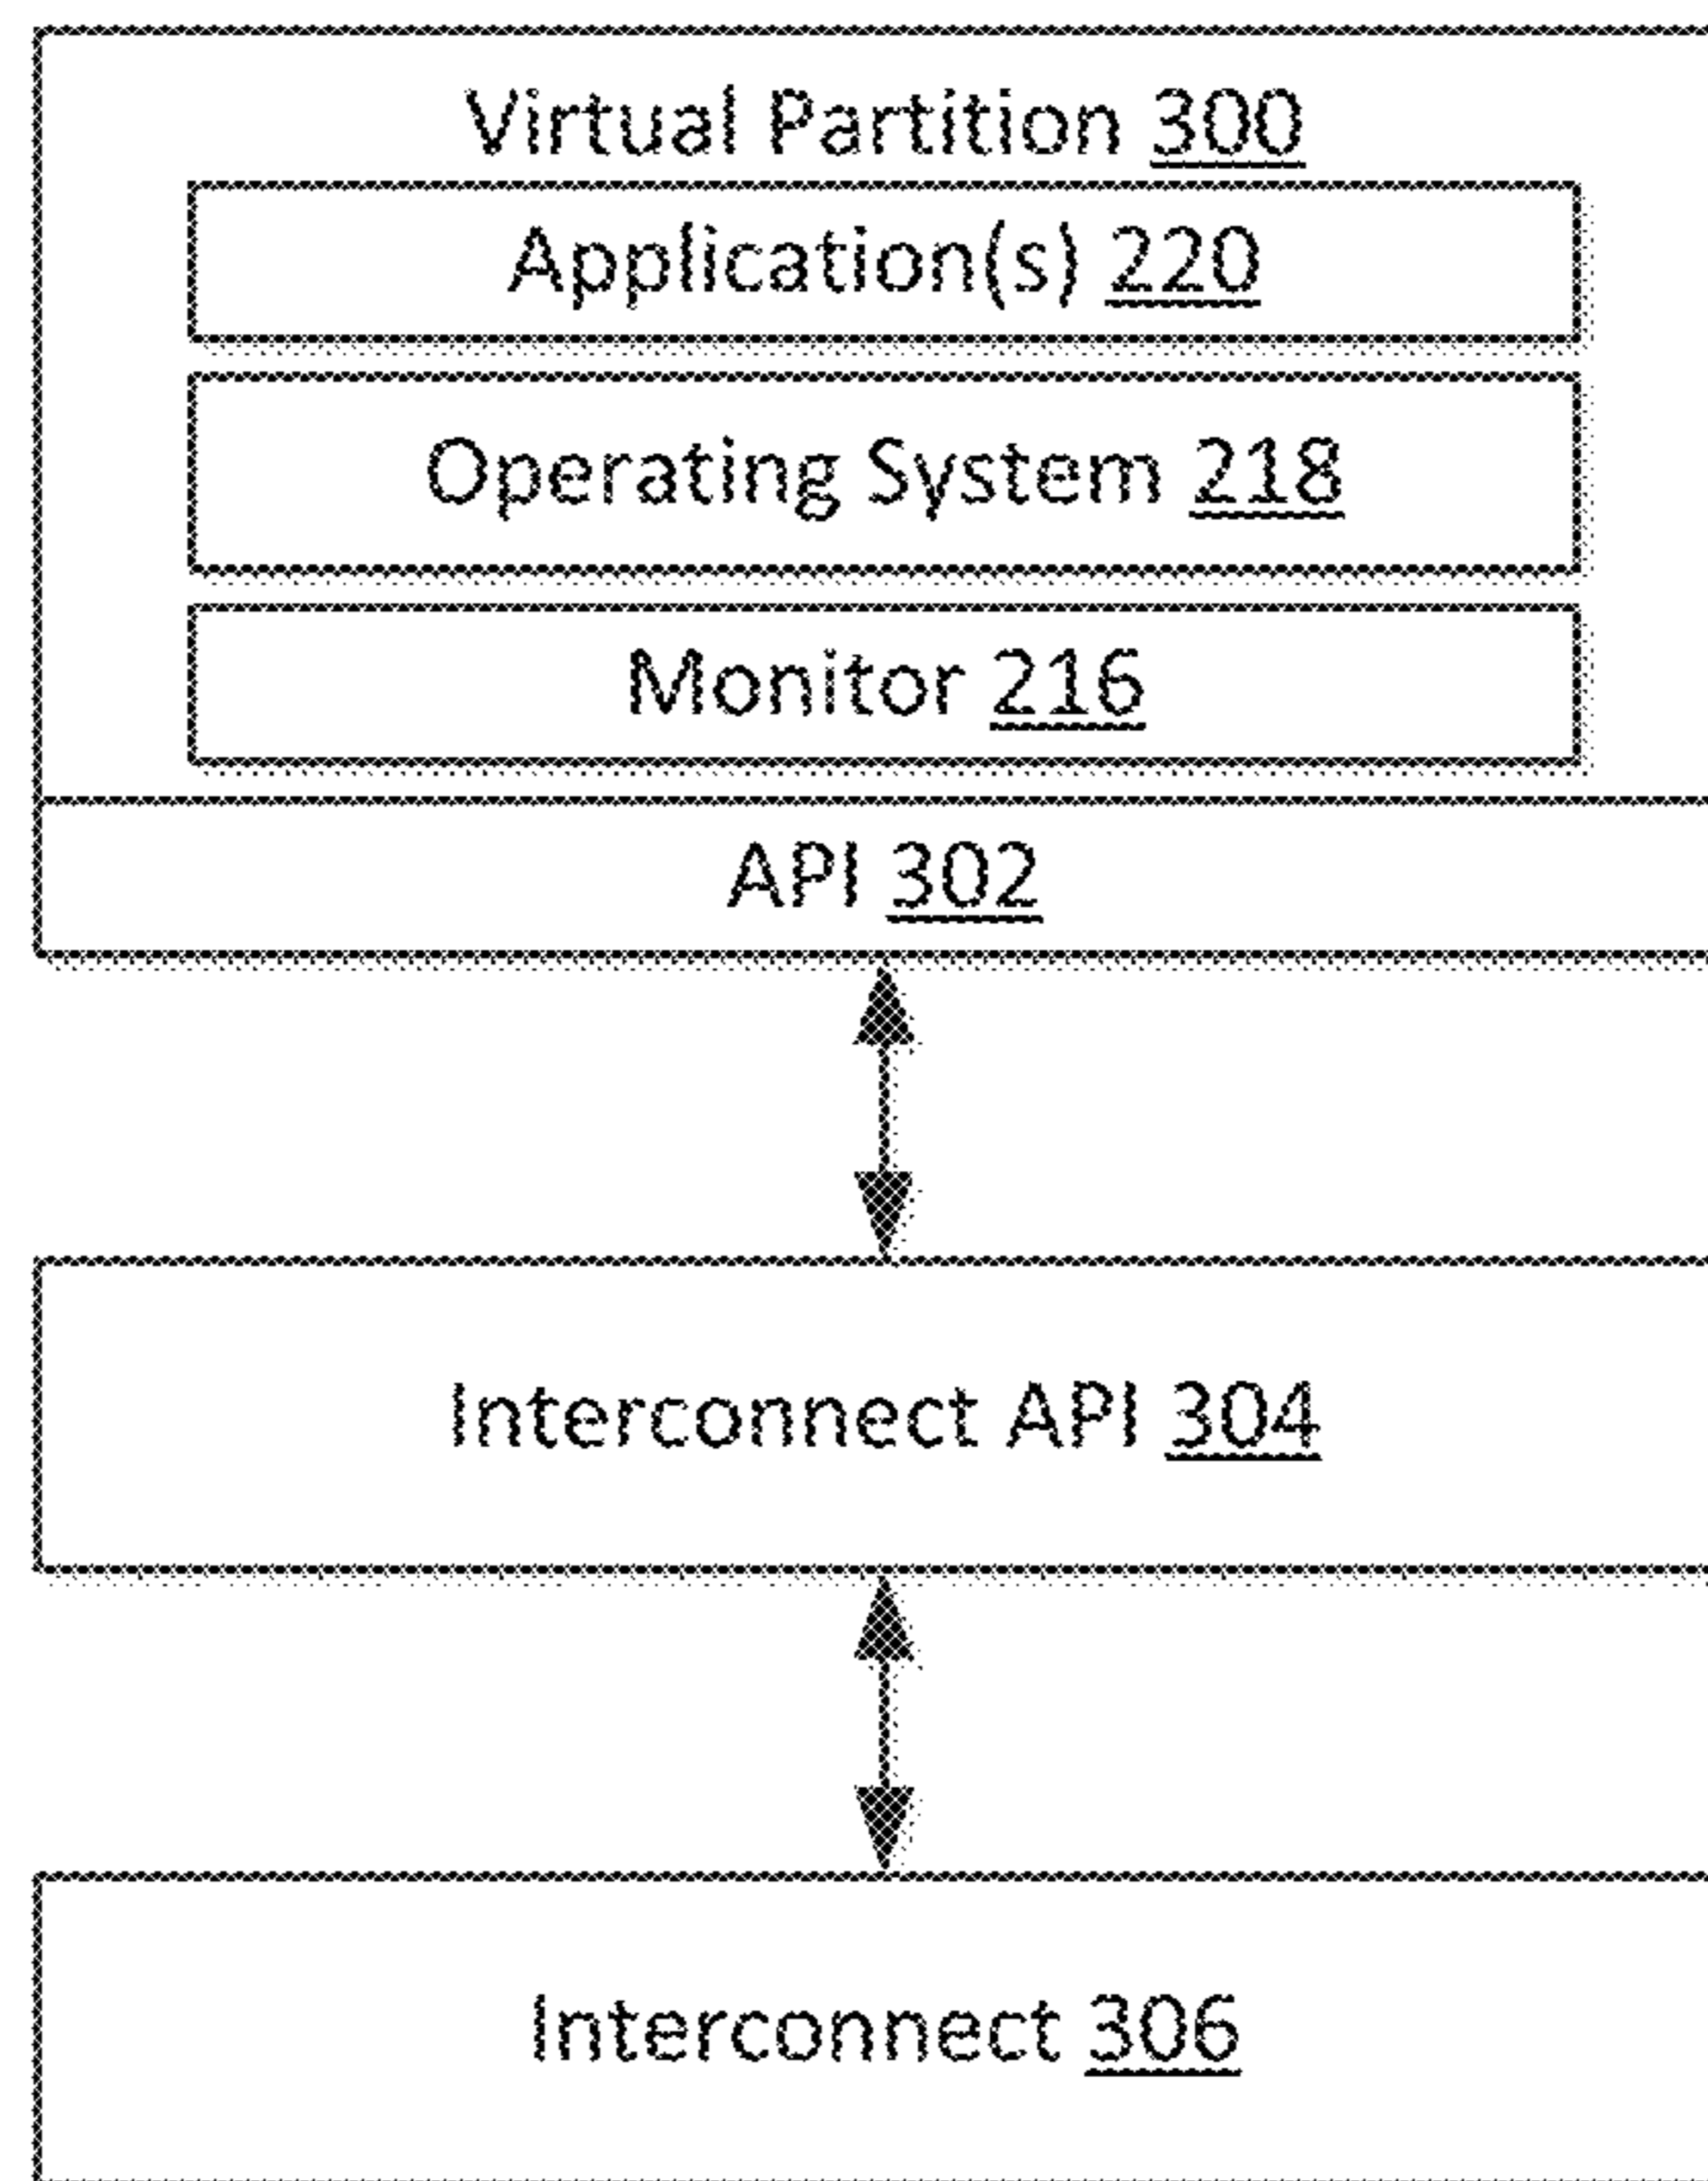 Virtual Partition 300
Application(s) 220
Operating System 218
Monitor 216
API 302
Interconnect API 304
Interconnect 306